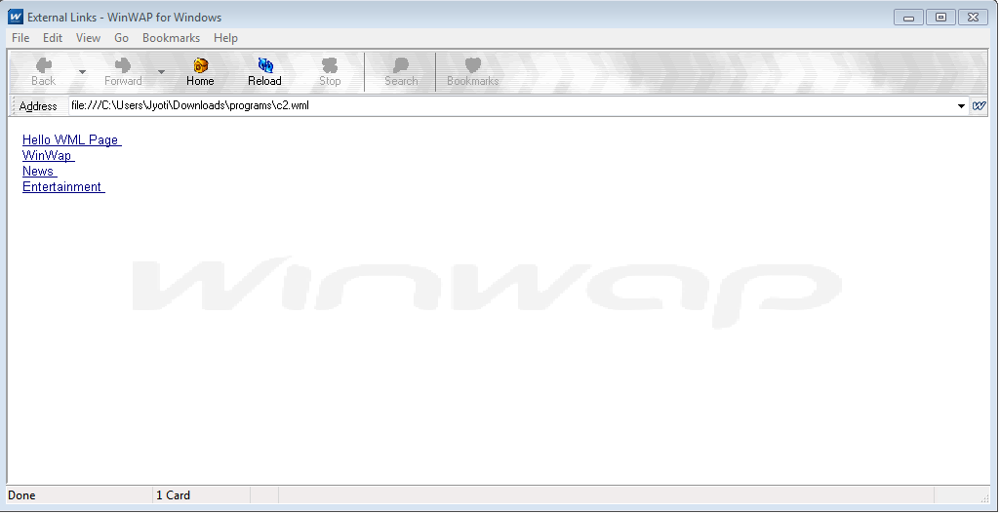 External Links - WinWAP for Windows
File Edit View Go Bookmarks Help
Back Forward Home Reload Stop Search Bookmarks
Address file:///C:\Users\Jyoti\Downloads\programs\c2.wml
Hello WML Page
WinWap
News
Entertainment
winwap
Done 1 Card